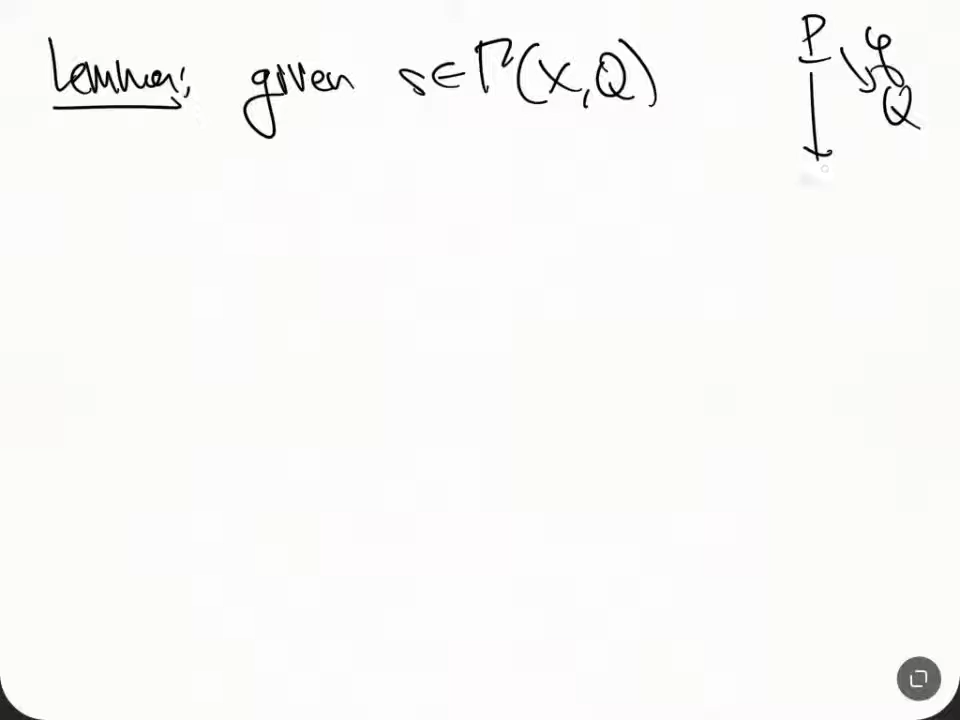 Lemma: given s ∈ Γ(X, Q)
P
φ
Q